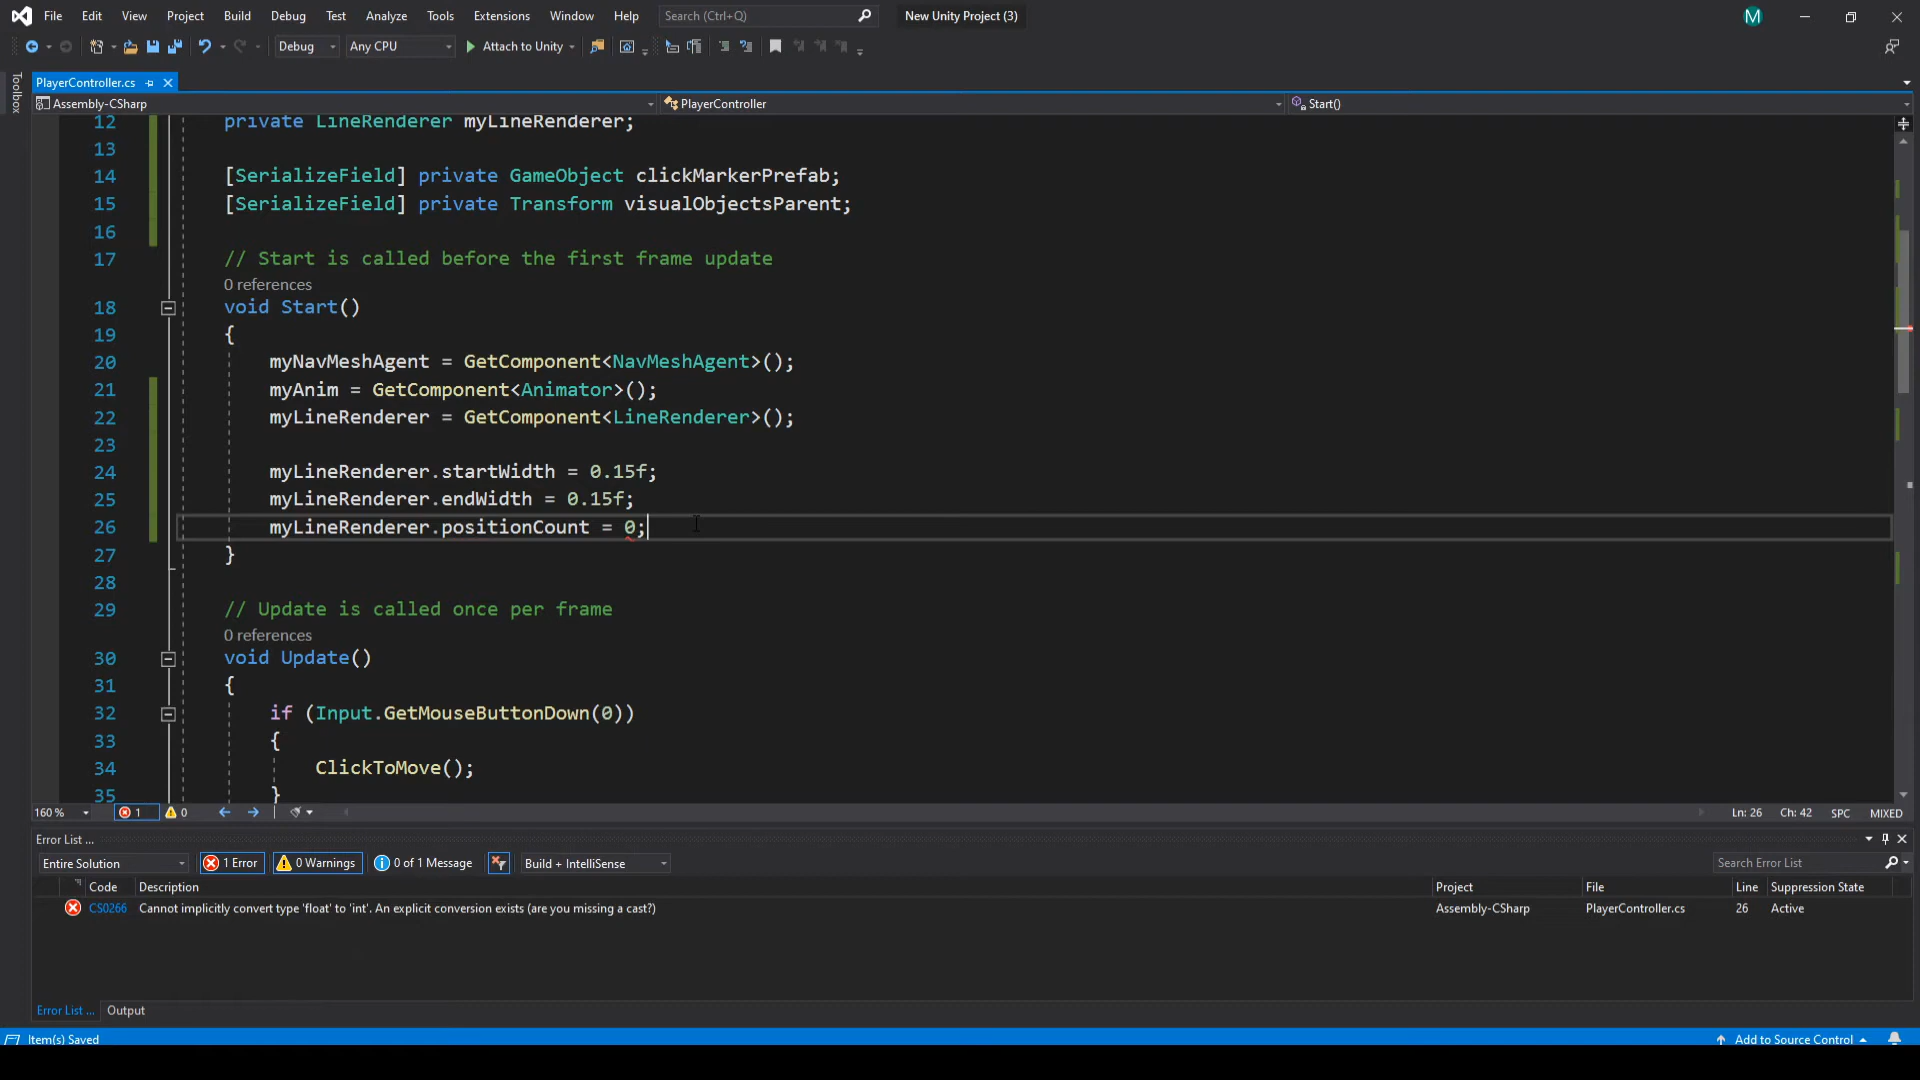 File Edit View Project Build Debug Test Analyze Tools Extensions Window Help Search (Ctrl+Q) New Unity Project (3) M
Debug Any CPU Attach to Unity
Toolbox
PlayerController.cs
Assembly-CSharp PlayerController Start()
12 private LineRenderer myLineRenderer;
13
14 [SerializeField] private GameObject clickMarkerPrefab;
15 [SerializeField] private Transform visualObjectsParent;
16
17 // Start is called before the first frame update
0 references
18 void Start()
19 {
20 myNavMeshAgent = GetComponent<NavMeshAgent>();
21 myAnim = GetComponent<Animator>();
22 myLineRenderer = GetComponent<LineRenderer>();
23
24 myLineRenderer.startWidth = 0.15f;
25 myLineRenderer.endWidth = 0.15f;
26 myLineRenderer.positionCount = 0;
27 }
28
29 // Update is called once per frame
0 references
30 void Update()
31 {
32 if (Input.GetMouseButtonDown(0))
33 {
34 ClickToMove();
35 }
160 % 1 0 Ln: 26 Ch: 42 SPC MIXED
Error List ...
Entire Solution 1 Error 0 Warnings 0 of 1 Message Build + IntelliSense Search Error List
Code Description Project File Line Suppression State
CS0266 Cannot implicitly convert type 'float' to 'int'. An explicit conversion exists (are you missing a cast?) Assembly-CSharp PlayerController.cs 26 Active
Error List ... Output
Item(s) Saved Add to Source Control